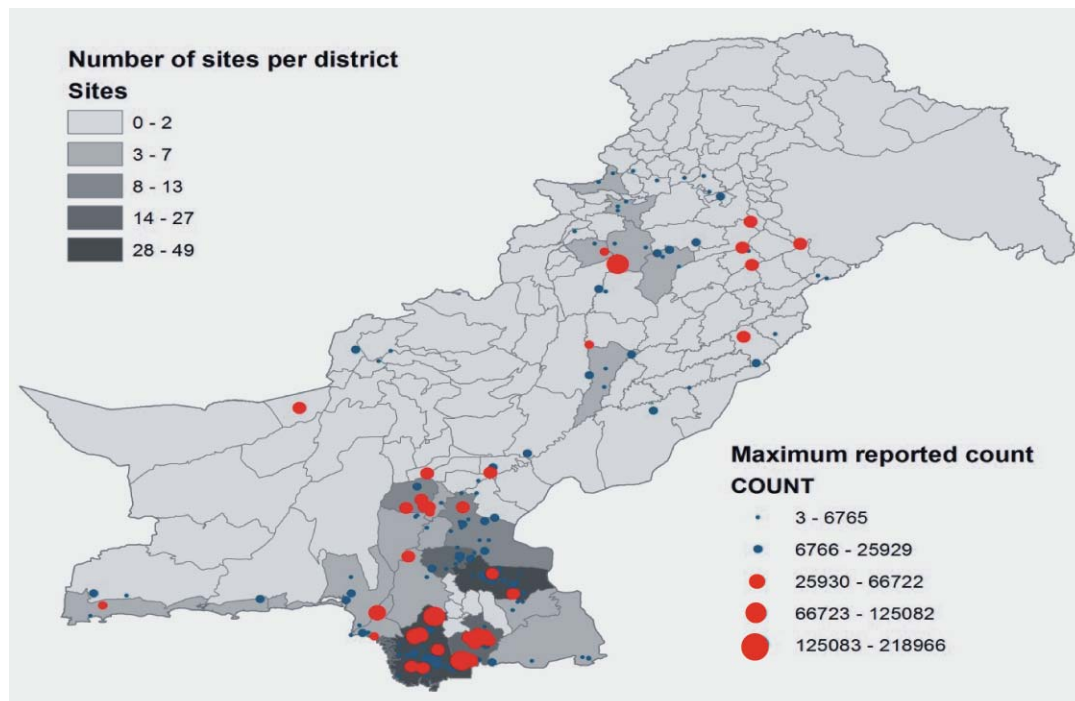 Number of sites per district
Sites
0 - 2
3 - 7
8 - 13
14 - 27
28 - 49
Maximum reported count
COUNT
3 - 6765
6766 - 25929
25930 - 66722
66723 - 125082
125083 - 218966